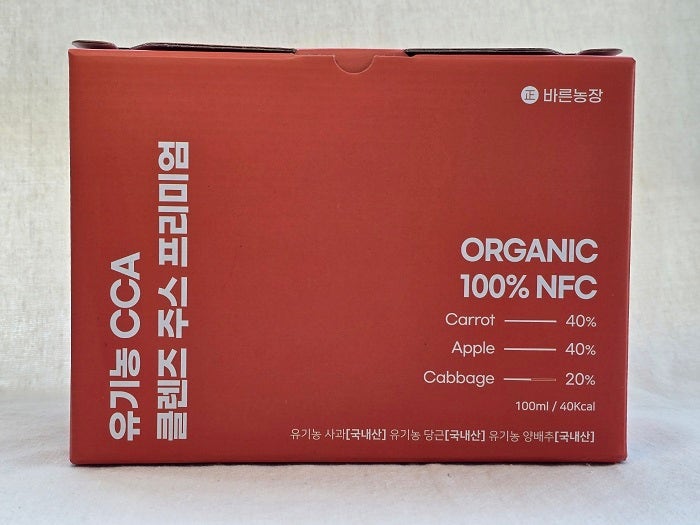 正 바른농장
유기농 CCA
클렌즈 주스 프리미엄
ORGANIC
100% NFC
Carrot 40%
Apple 40%
Cabbage 20%
100ml / 40Kcal
유기농 사과[국내산] 유기농 당근[국내산] 유기농 양배추[국내산]